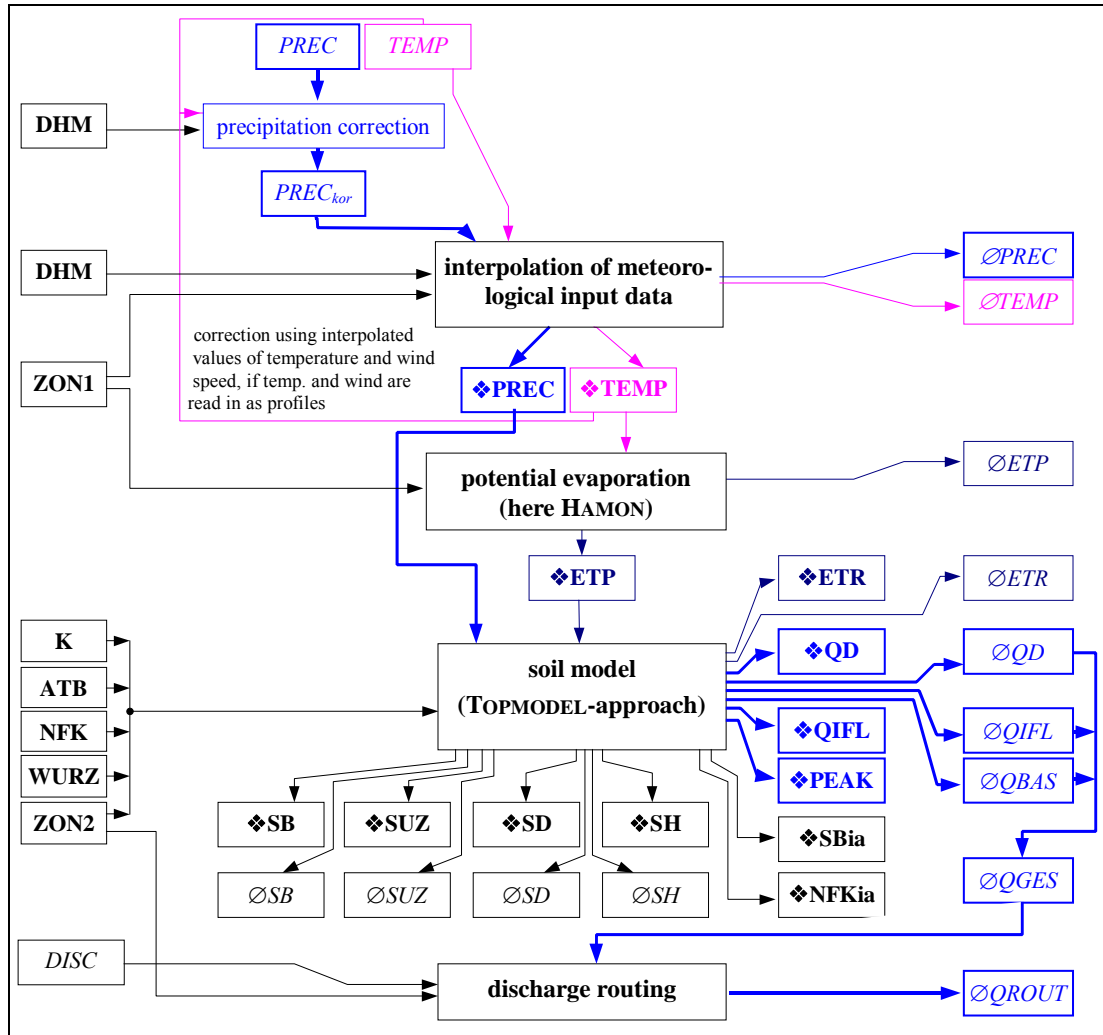 PREC
TEMP
DHM
precipitation correction
PRECkor
DHM
interpolation of meteoro-
logical input data
∅PREC
∅TEMP
correction using interpolated
values of temperature and wind
speed, if temp. and wind are
read in as profiles
ZON1
❖PREC
❖TEMP
potential evaporation
(here HAMON)
∅ETP
❖ETP
❖ETR
∅ETR
K
ATB
NFK
WURZ
ZON2
soil model
(TOPMODEL-approach)
❖QD
∅QD
❖QIFL
∅QIFL
❖PEAK
∅QBAS
❖SB
❖SUZ
❖SD
❖SH
❖SBia
∅SB
∅SUZ
∅SD
∅SH
❖NFKia
∅QGES
DISC
discharge routing
∅QROUT